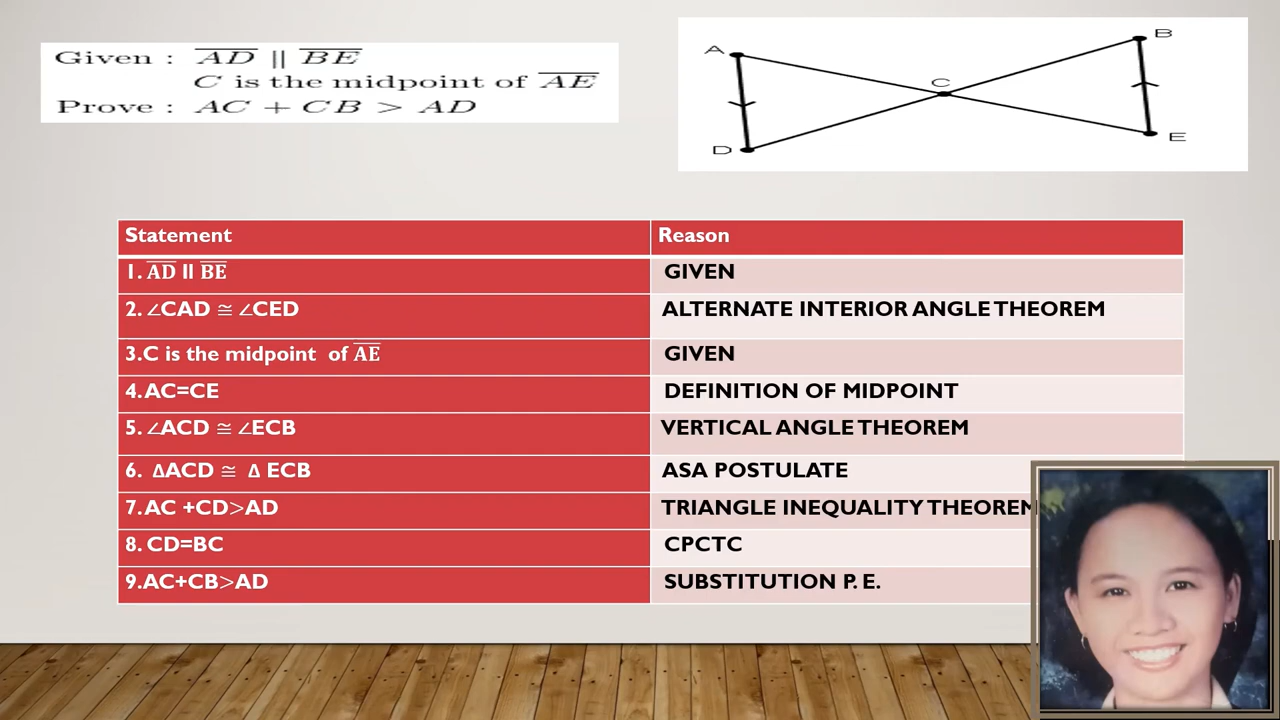 Given : AD || BE
C is the midpoint of AE
Prove : AC + CB > AD
A
B
C
D
E
Statement Reason
1. AD ll BE GIVEN
2. ∠CAD ≅ ∠CED ALTERNATE INTERIOR ANGLE THEOREM
3.C is the midpoint of AE GIVEN
4.AC=CE DEFINITION OF MIDPOINT
5. ∠ACD ≅ ∠ECB VERTICAL ANGLE THEOREM
6. ∆ACD ≅ ∆ ECB ASA POSTULATE
7.AC +CD>AD TRIANGLE INEQUALITY THEOREM
8. CD=BC CPCTC
9.AC+CB>AD SUBSTITUTION P. E.